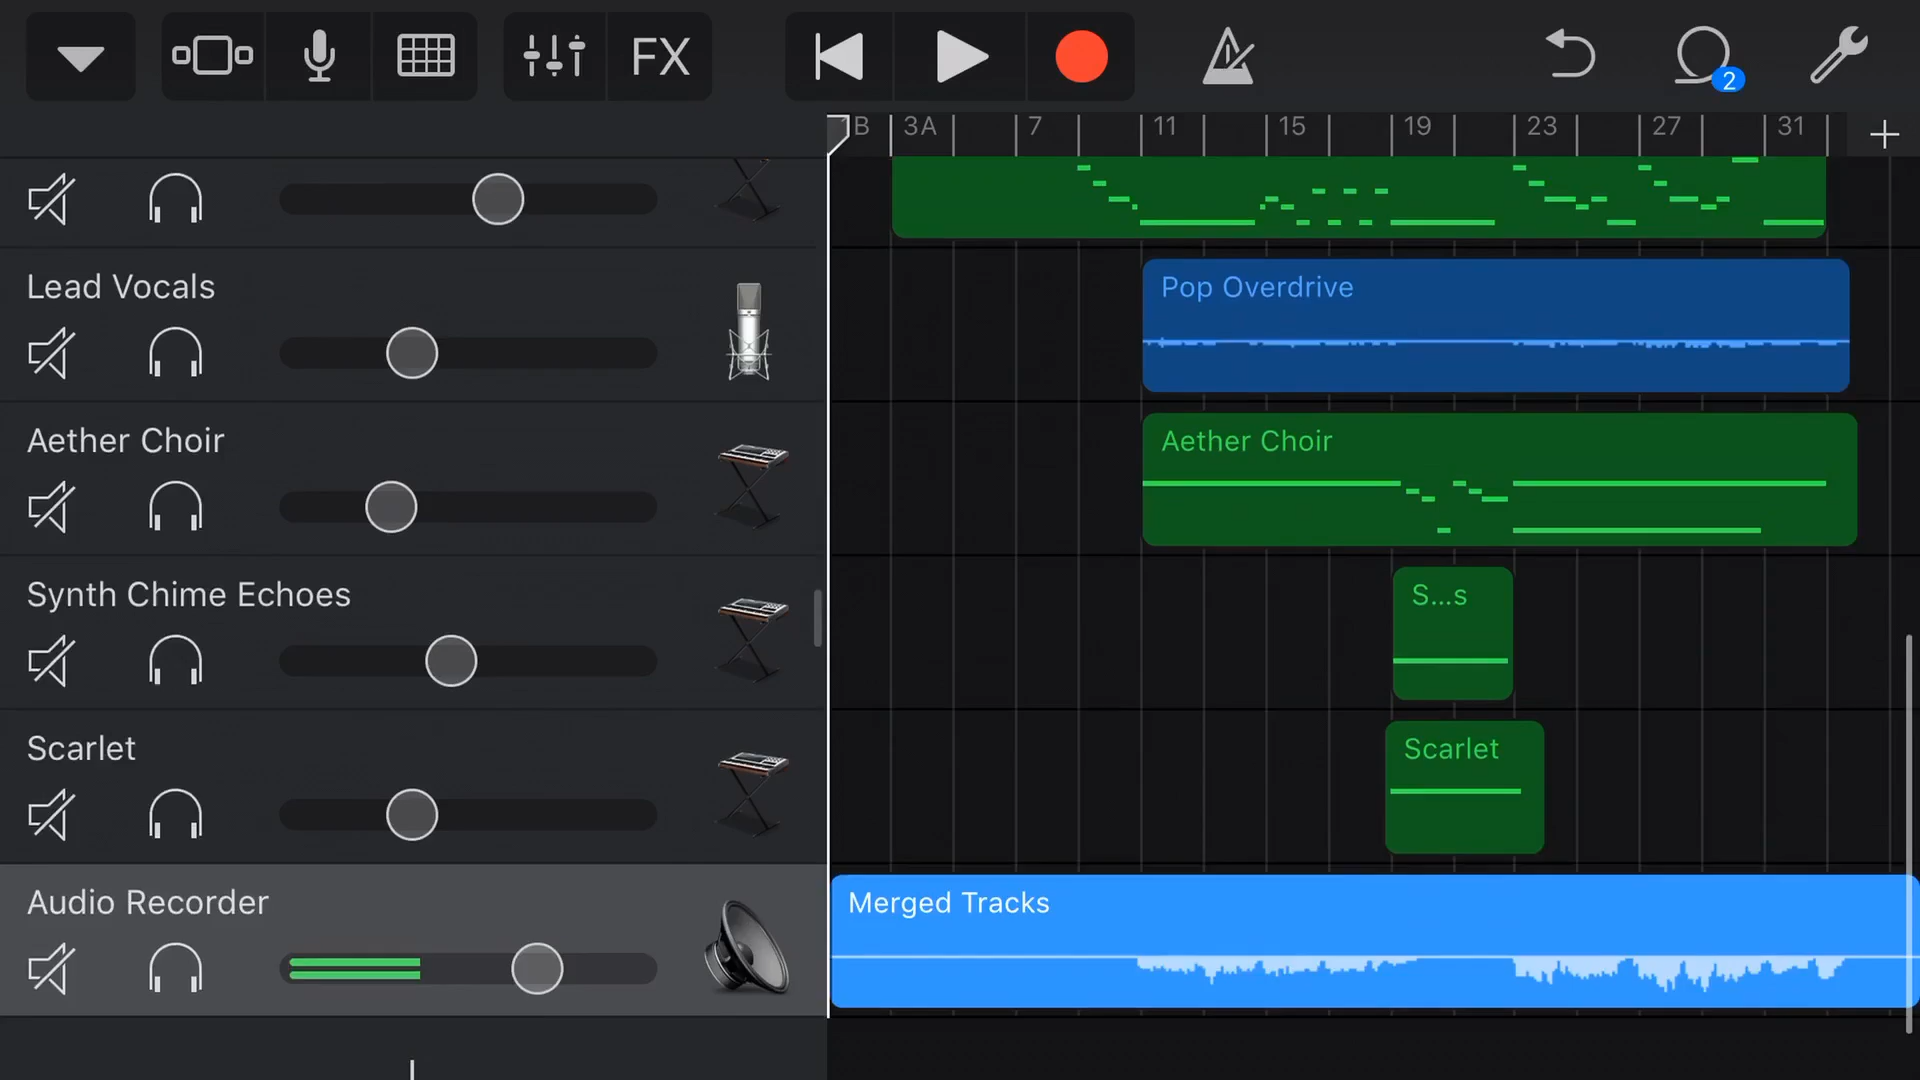 FX
2
B 3A 7 11 15 19 23 27 31
Lead Vocals
Pop Overdrive
Aether Choir
Aether Choir
Synth Chime Echoes
S...s
Scarlet
Scarlet
Audio Recorder
Merged Tracks